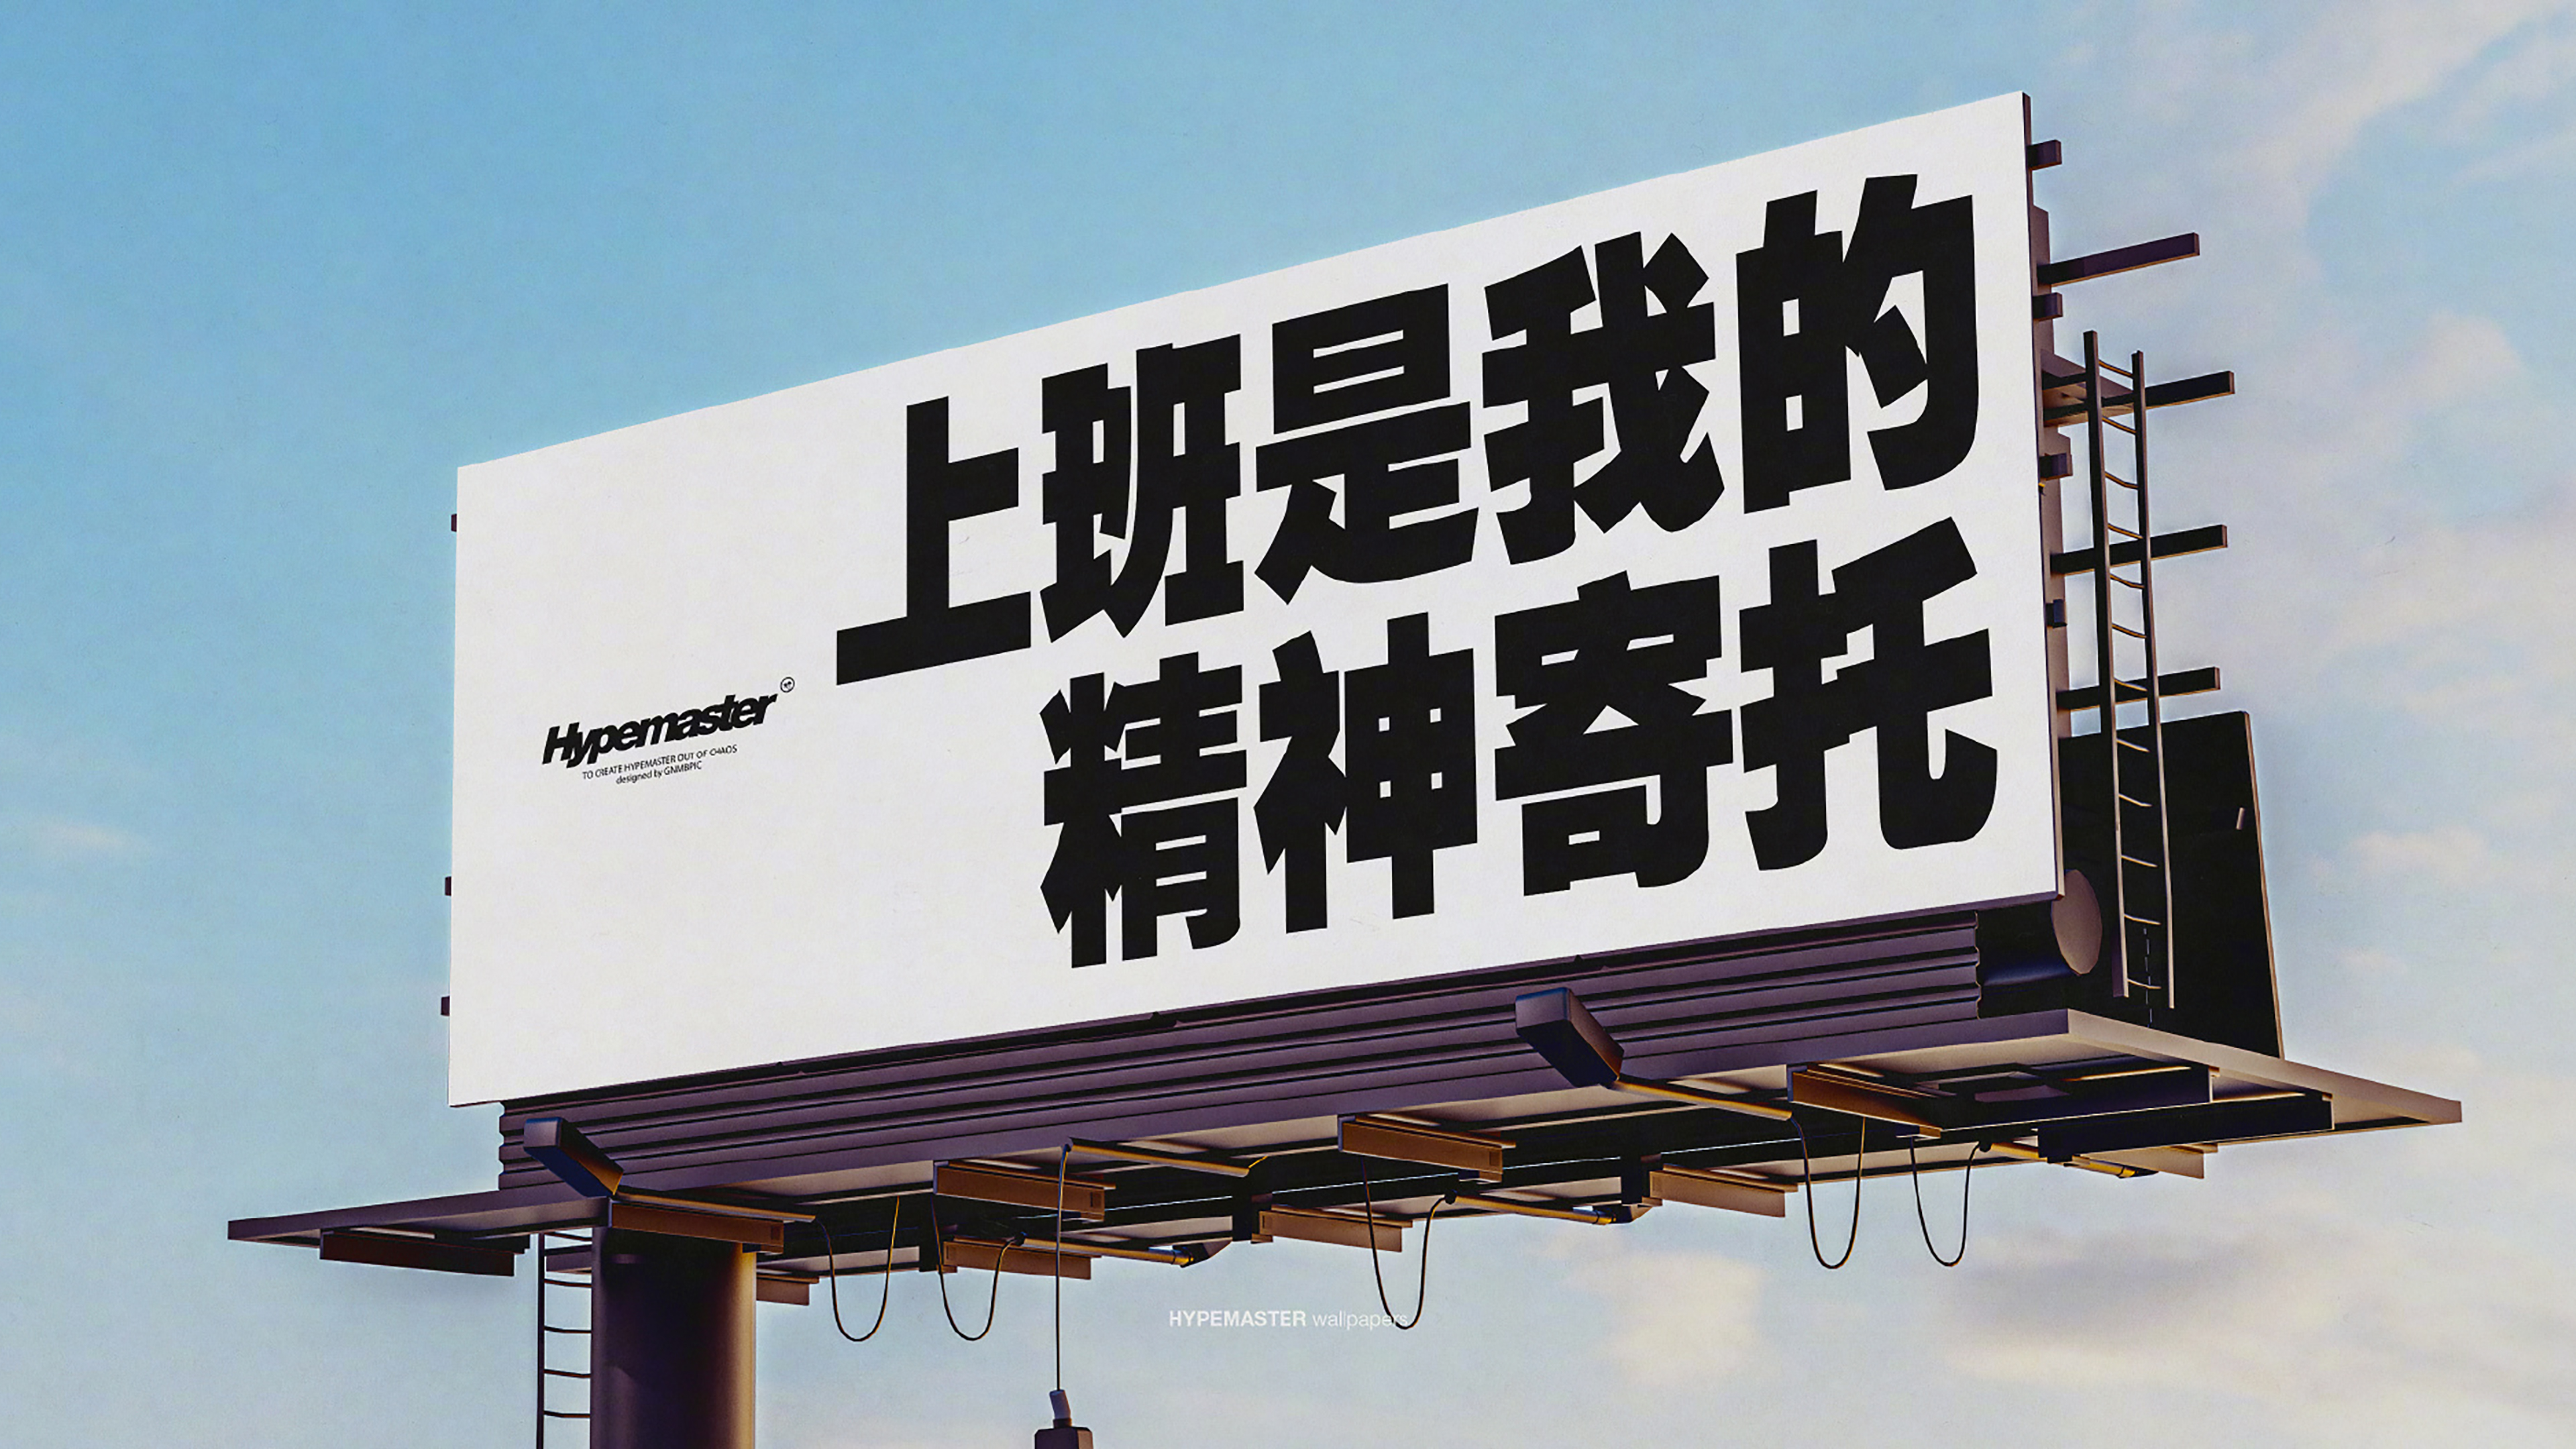 上班是我的
精神寄托
Hypemaster
TO CREATE HYPEMASTER OUT OF CHAOS
designed by GNMBPIC
HYPEMASTER wallpapers